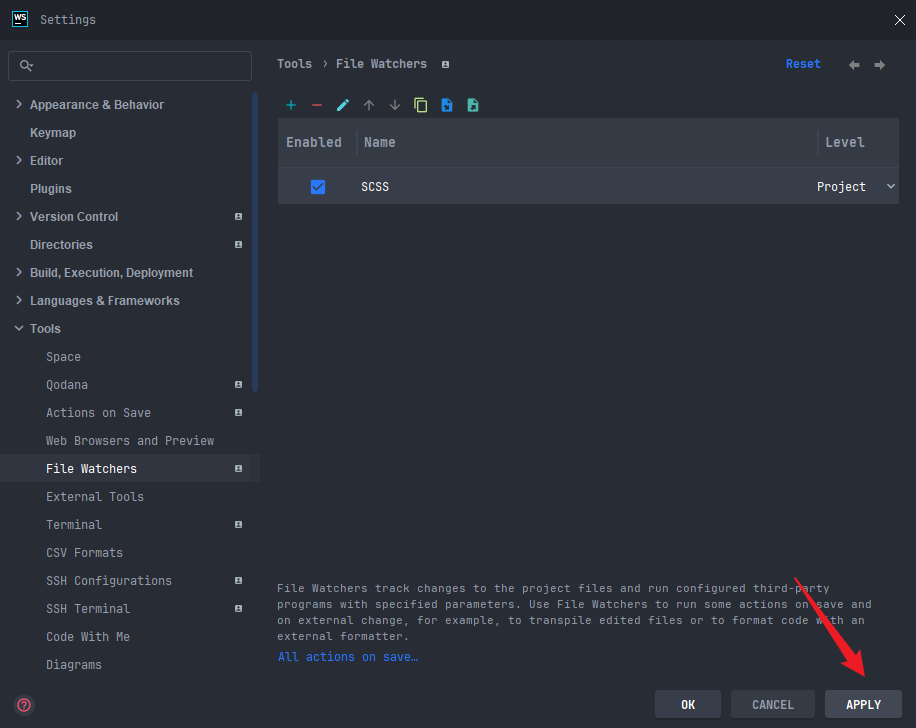 WS Settings
Tools › File Watchers
Reset
Appearance & Behavior
Keymap
Editor
Plugins
Version Control
Directories
Build, Execution, Deployment
Languages & Frameworks
Tools
Space
Qodana
Actions on Save
Web Browsers and Preview
File Watchers
External Tools
Terminal
CSV Formats
SSH Configurations
SSH Terminal
Code With Me
Diagrams
Enabled Name Level
SCSS Project
File Watchers track changes to the project files and run configured third-party
programs with specified parameters. Use File Watchers to run some actions on save and
on external change, for example, to transpile edited files or to format code with an
external formatter.
All actions on save…
?
OK CANCEL APPLY